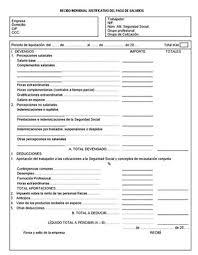 RECIBO INDIVIDUAL JUSTIFICATIVO DEL PAGO DE SALARIOS
Empresa
Domicilio
CIF
CCC
Trabajador
NIF
Núm. Afil. Seguridad Social
Grupo profesional
Grupo de Cotización
Periodo de liquidación del de al de de 20 Total días
I. DEVENGOS IMPORTE TOTALES
1. Percepciones salariales
Salario base
Complementos salariales
Horas extraordinarias
Horas complementarias
Gratificaciones extraordinarias
Salario en especie
2. Percepciones no salariales
Indemnizaciones o suplidos
Prestaciones e indemnizaciones de la Seguridad Social
Indemnizaciones por traslados, suspensiones o despidos
Otras percepciones no salariales
A. TOTAL DEVENGADO
II. DEDUCCIONES
1. Aportación del trabajador a las cotizaciones a la Seguridad Social y conceptos de recaudación conjunta
Contingencias comunes %
Desempleo
Formación Profesional
Horas extraordinarias
TOTAL APORTACIONES
2. Impuesto sobre la renta de las personas físicas
3. Anticipos
4. Valor de los productos recibidos en especie
5. Otras deducciones
B. TOTAL A DEDUCIR
LÍQUIDO TOTAL A PERCIBIR (A - B)
Firma y sello de la empresa de de 20
RECIBÍ